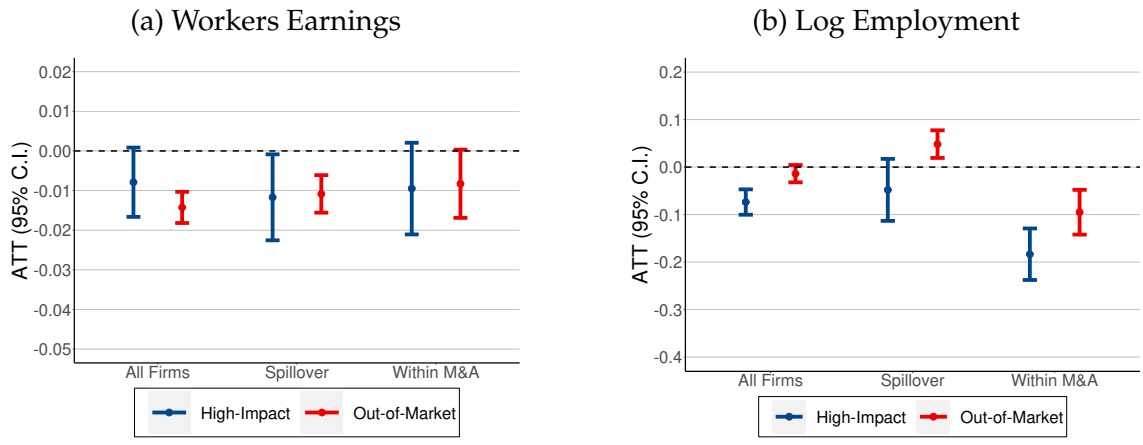 (a) Workers Earnings
ATT (95% C.I.)
0.02
0.01
0.00
-0.01
-0.02
-0.03
-0.04
-0.05
All Firms Spillover Within M&A
High-Impact Out-of-Market
(b) Log Employment
ATT (95% C.I.)
0.2
0.1
0.0
-0.1
-0.2
-0.3
-0.4
All Firms Spillover Within M&A
High-Impact Out-of-Market